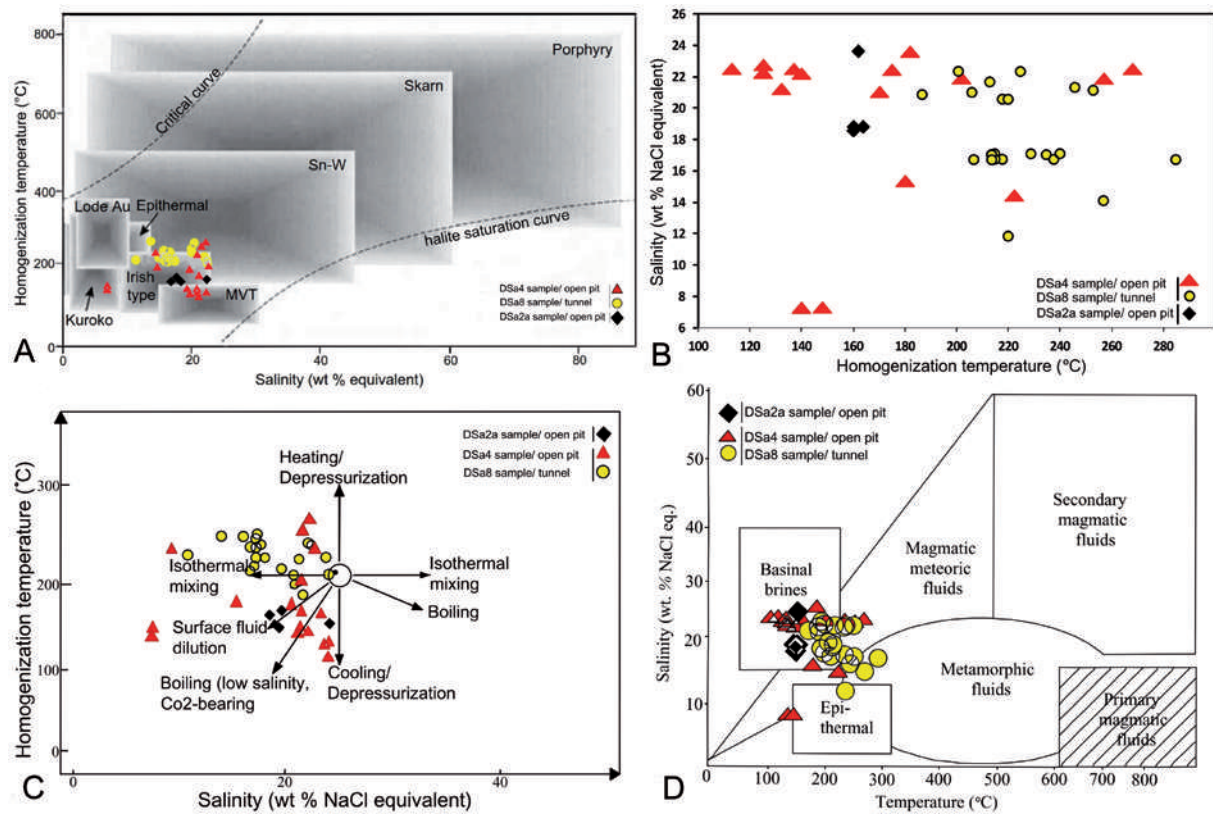 800
600
400
200
0
0
20
40
60
80
Homogenization temperature (°C)
Salinity (wt % equivalent)
Critical curve
Porphyry
Skarn
Sn-W
Lode Au
Epithermal
halite saturation curve
Irish
type
MVT
Kuroko
DSa4 sample/ open pit
DSa8 sample/ tunnel
DSa2a sample/ open pit
A
26
24
22
20
18
16
14
12
10
8
6
100
120
140
160
180
200
220
240
260
280
Salinity (wt % NaCl equivalent)
Homogenization temperature (°C)
DSa4 sample/ open pit
DSa8 sample/ tunnel
DSa2a sample/ open pit
B
300
200
100
0
0
20
40
Homogenization temperature (°C)
Salinity (wt % NaCl equivalent)
DSa2a sample/ open pit
DSa4 sample/ open pit
DSa8 sample/ tunnel
Heating/
Depressurization
Isothermal
mixing
Isothermal
mixing
Boiling
Surface fluid
dilution
Boiling (low salinity,
Co2-bearing
Cooling/
Depressurization
C
60
50
40
30
20
10
0
100
200
300
400
500
600
700
800
Salinity (wt. % NaCl eq.)
Temperature (°C)
DSa2a sample/ open pit
DSa4 sample/ open pit
DSa8 sample/ tunnel
Basinal
brines
Magmatic
meteoric
fluids
Secondary
magmatic
fluids
Metamorphic
fluids
Epi-
thermal
Primary
magmatic
fluids
D